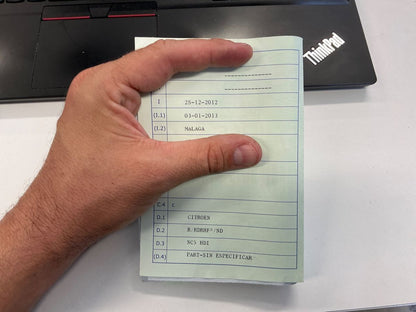 ThinkPad
---------------
---------------
I 25-12-2012
(I.1) 03-01-2013
(I.2) MALAGA
C.4 c
D.1 CITROEN
D.2
D.3 HDI
(D.4) PART-SIN ESPECIFICAR